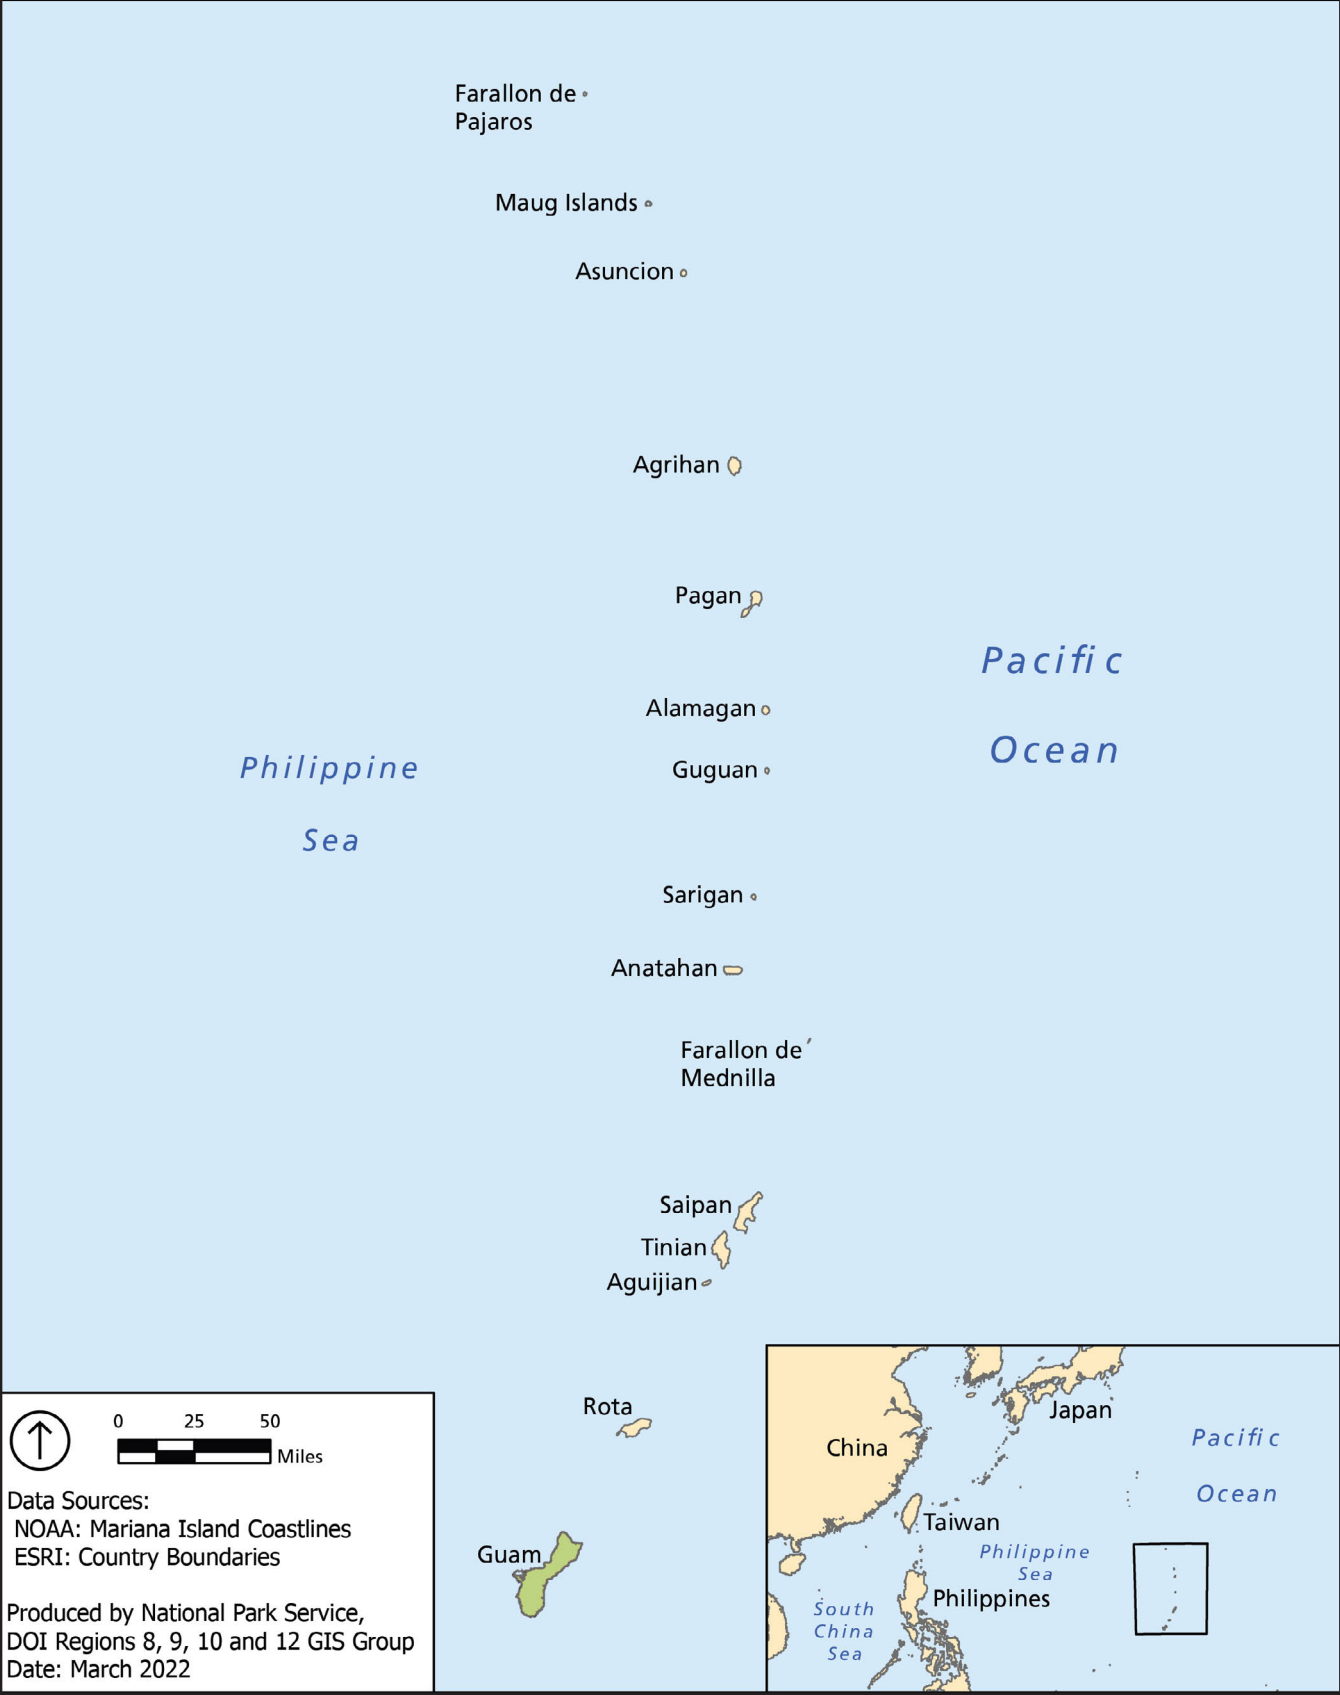 Farallon de
Pajaros
Maug Islands
Asuncion
Agrihan
Pagan
Pacific
Ocean
Alamagan
Philippine
Sea
Guguan
Sarigan
Anatahan
Farallon de
Mednilla
Saipan
Tinian
Aguijian
Rota
Guam
0 25 50
Miles
Data Sources:
NOAA: Mariana Island Coastlines
ESRI: Country Boundaries
Produced by National Park Service,
DOI Regions 8, 9, 10 and 12 GIS Group
Date: March 2022
Japan
China
Pacific
Ocean
Taiwan
Philippine
Sea
Philippines
South
China
Sea